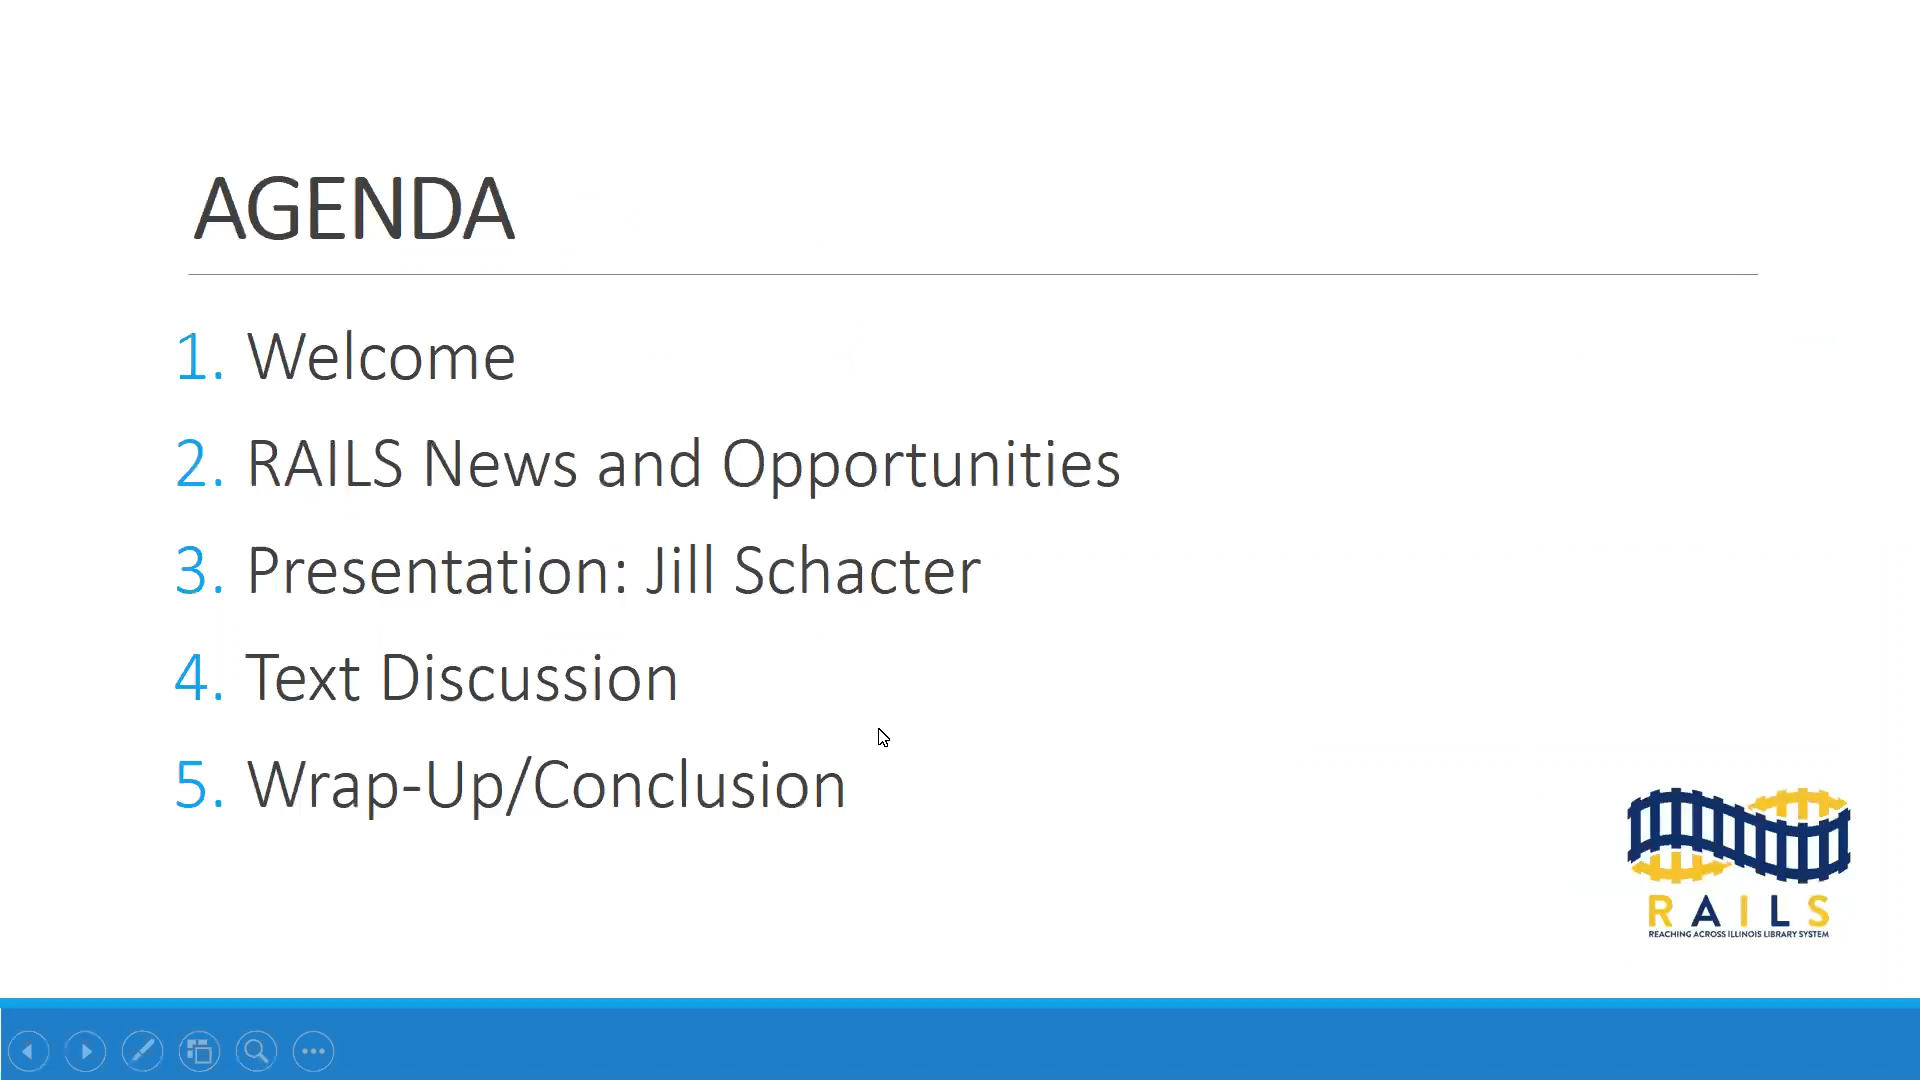 AGENDA
1. Welcome
2. RAILS News and Opportunities
3. Presentation: Jill Schacter
4. Text Discussion
5. Wrap-Up/Conclusion
RAILS
REACHING ACROSS ILLINOIS LIBRARY SYSTEM